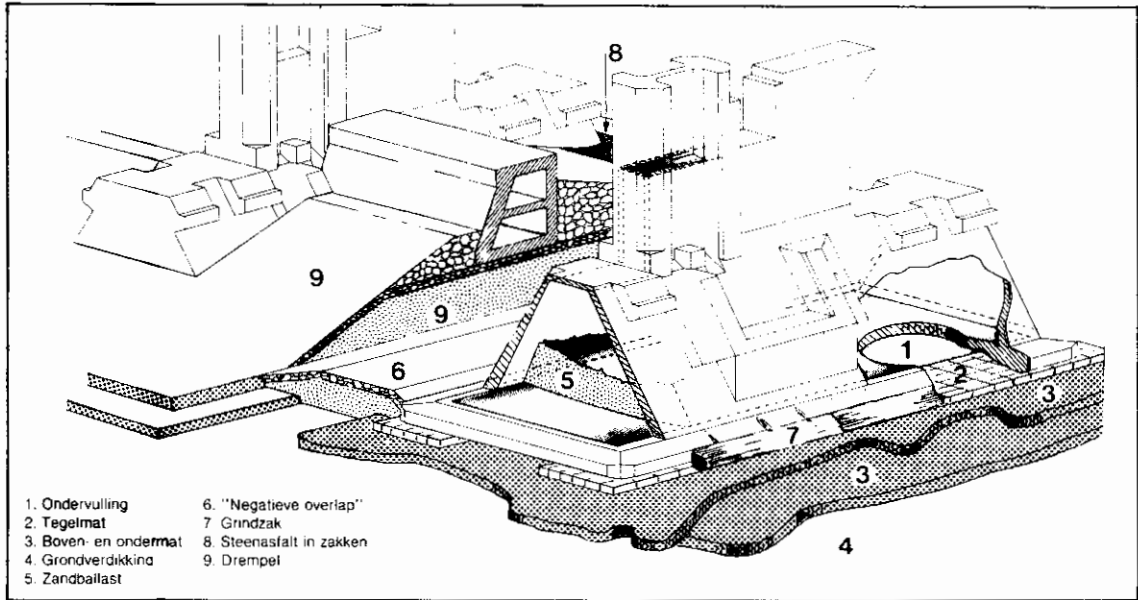 8
9
9
6
5
1
2
3
7
3
4
1. Ondervulling
2. Tegelmat
3. Boven- en ondermat
4. Grondverdikking
5. Zandballast
6. "Negatieve overlap"
7 Grindzak
8. Steenasfalt in zakken
9. Drempel